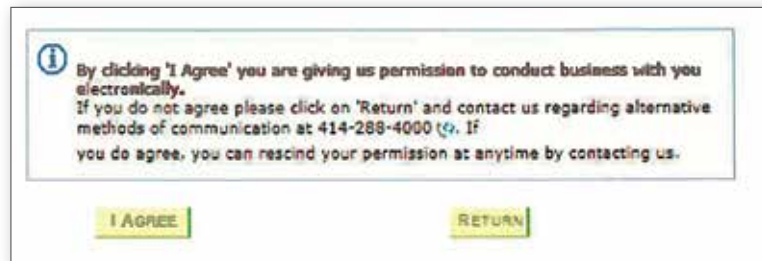 By clicking 'I Agree' you are giving us permission to conduct business with you
electronically.
If you do not agree please click on 'Return' and contact us regarding alternative
methods of communication at 414-288-4000. If
you do agree, you can rescind your permission at anytime by contacting us.
I AGREE
RETURN